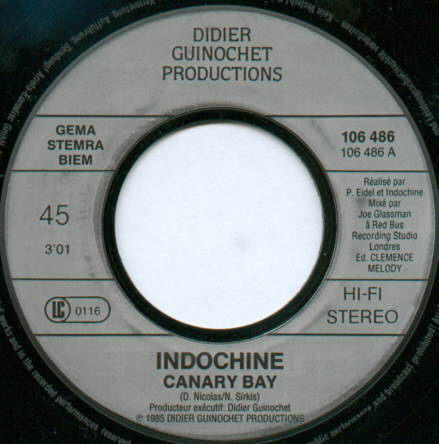 DIDIER
GUINOCHET
PRODUCTIONS
GEMA
STEMRA
BIEM
106 486
106 486 A
45
3'01
Réalisé par
P. Eidel et Indochine
Mixé par
Joe Glassman
à Red Bus
Recording Studio
Londres
Ed. CLEMENCE
MELODY
LC 0116
HI-FI
STEREO
INDOCHINE
CANARY BAY
(D. Nicolas/N. Sirkis)
Producteur exécutif: Didier Guinochet
℗ 1985 DIDIER GUINOCHET PRODUCTIONS